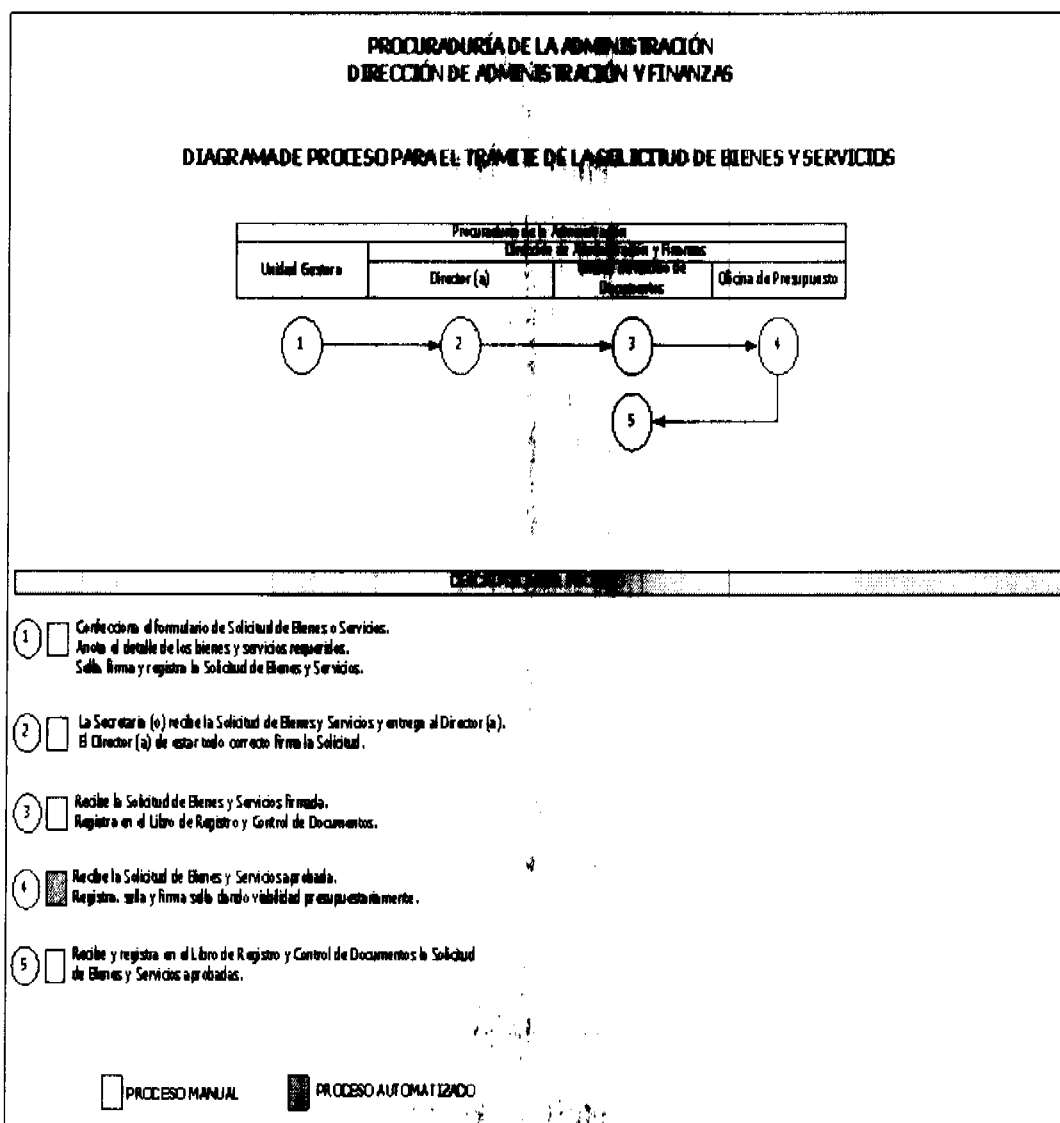 PROCURADURÍA DE LA ADMINISTRACIÓN
DIRECCIÓN DE ADMINISTRACIÓN Y FINANZAS
DIAGRAMA DE PROCESO PARA EL TRÁMITE DE LA SOLICITUD DE BIENES Y SERVICIOS
Procuraduría de la Administración
Dirección de Administración y Finanzas
Unidad Gestora
Director (a)
de
Documentos
Oficina de Presupuesto
1
2
3
4
5
1 Confecciona el formulario de Solicitud de Bienes o Servicios.
Anota el detalle de los bienes y servicios requeridos.
Sella firma y registra la Solicitud de Bienes y Servicios.
2 La Secretaria (o) recibe la Solicitud de Bienes y Servicios y entrega al Director (a).
El Director (a) de estar todo correcto firma la Solicitud.
3 Recibe la Solicitud de Bienes y Servicios firmada.
Registra en el Libro de Registro y Control de Documentos.
4 Recibe la Solicitud de Bienes y Servicios aprobada.
Registra, sella y firma sello dando viabilidad presupuestariamente.
5 Recibe y registra en el Libro de Registro y Control de Documentos la Solicitud
de Bienes y Servicios aprobadas.
PROCESO MANUAL
PROCESO AUTOMATIZADO